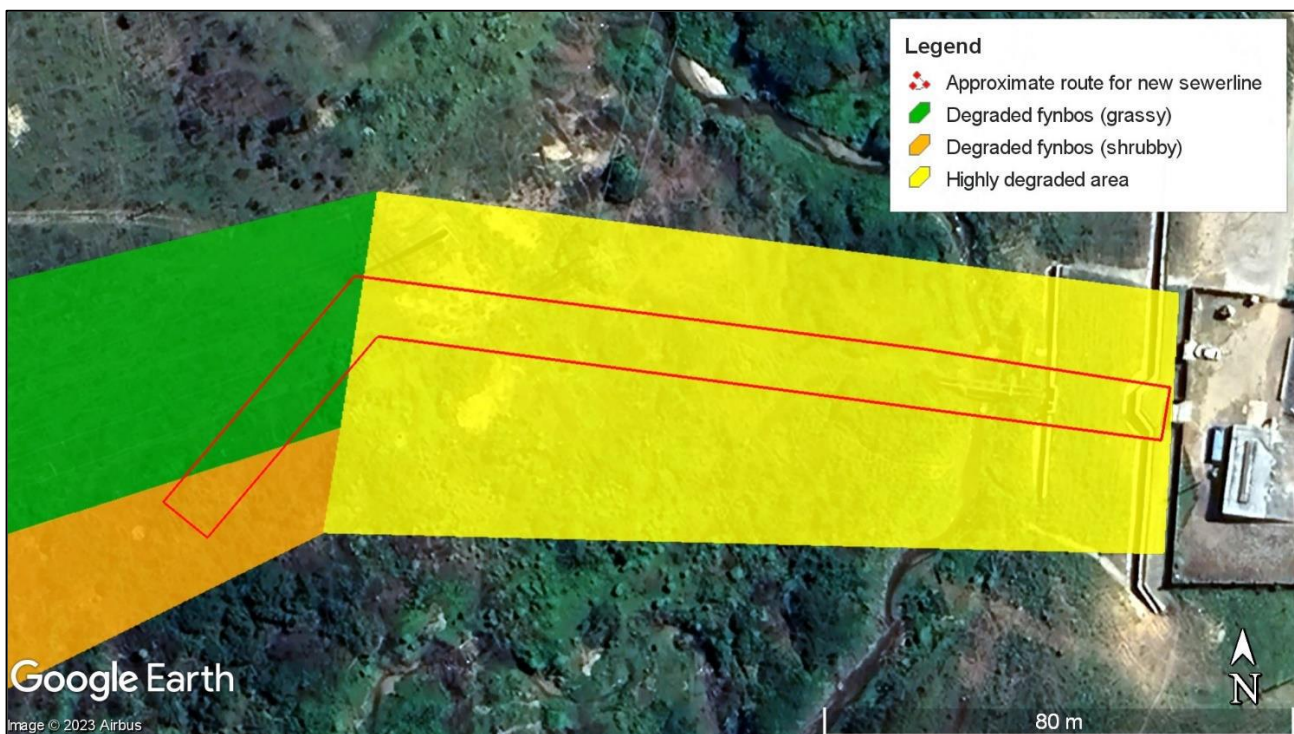 Legend
Approximate route for new sewerline
Degraded fynbos (grassy)
Degraded fynbos (shrubby)
Highly degraded area
Google Earth
Image © 2023 Airbus
N
80 m